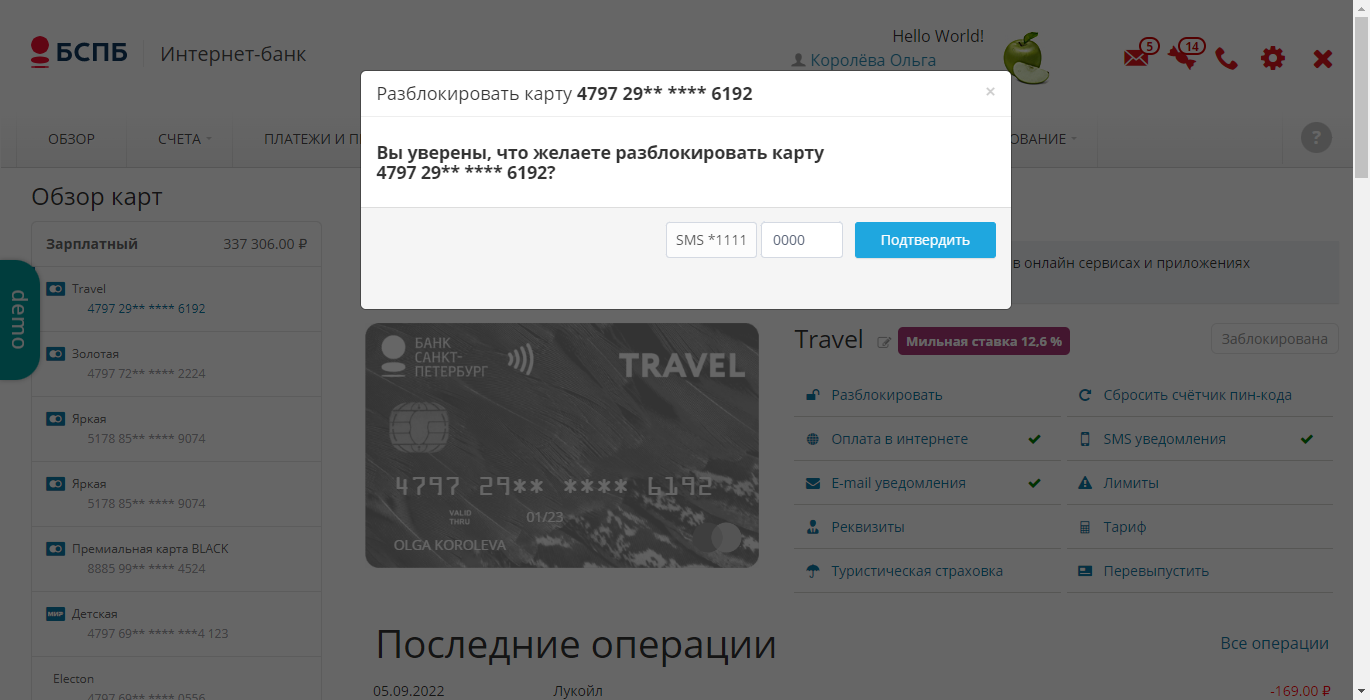 БСПБ
Интернет-банк
Hello World!
Королёва Ольга
5
14
ОБЗОР
СЧЕТА
ПЛАТЕЖИ И П
ОВАНИЕ
?
Разблокировать карту 4797 29** **** 6192
×
Вы уверены, что желаете разблокировать карту
4797 29** **** 6192?
SMS *1111
0000
Подтвердить
Обзор карт
Зарплатный 337 306.00 ₽
Travel
4797 29** **** 6192
Золотая
4797 72** **** 2224
Яркая
5178 85** **** 9074
Яркая
5178 85** **** 9074
Премиальная карта BLACK
8885 99** **** 4524
МИР
Детская
4797 69** **** ***4 123
Electon
4797 69** **** 0556
demo
в онлайн сервисах и приложениях
БАНК
САНКТ-
ПЕТЕРБУРГ
TRAVEL
4797 29** **** 6192
VALID
THRU
01/23
OLGA KOROLEVA
Travel
Мильная ставка 12,6 %
Заблокирована
Разблокировать
Сбросить счётчик пин-кода
Оплата в интернете
SMS уведомления
E-mail уведомления
Лимиты
Реквизиты
Тариф
Туристическая страховка
Перевыпустить
Последние операции
Все операции
05.09.2022 Лукойл -169.00 ₽